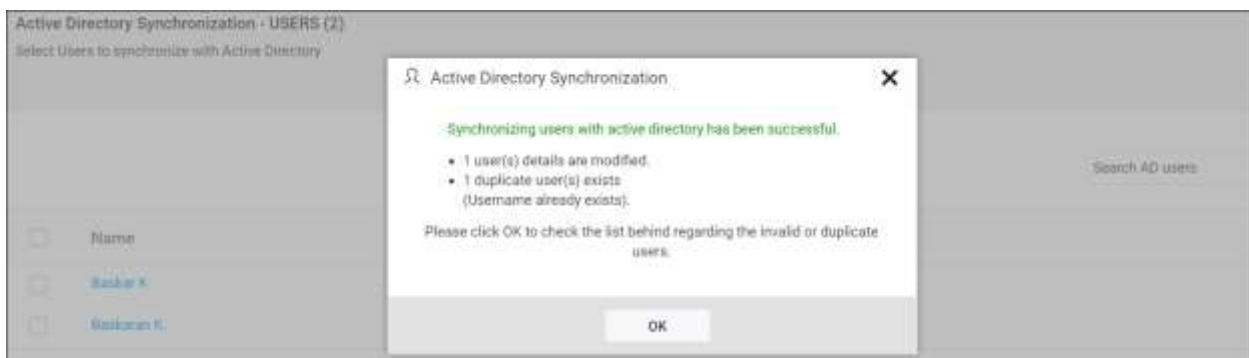 Active Directory Synchronization - USERS (2)
Select Users to synchronize with Active Directory
Active Directory Synchronization
Synchronizing users with active directory has been successful.
• 1 user(s) details are modified.
• 1 duplicate user(s) exists
(Username already exists).
Search AD users
Please click OK to check the list behind regarding the invalid or duplicate
users.
Name
Baskar K
Baskaran K.
OK